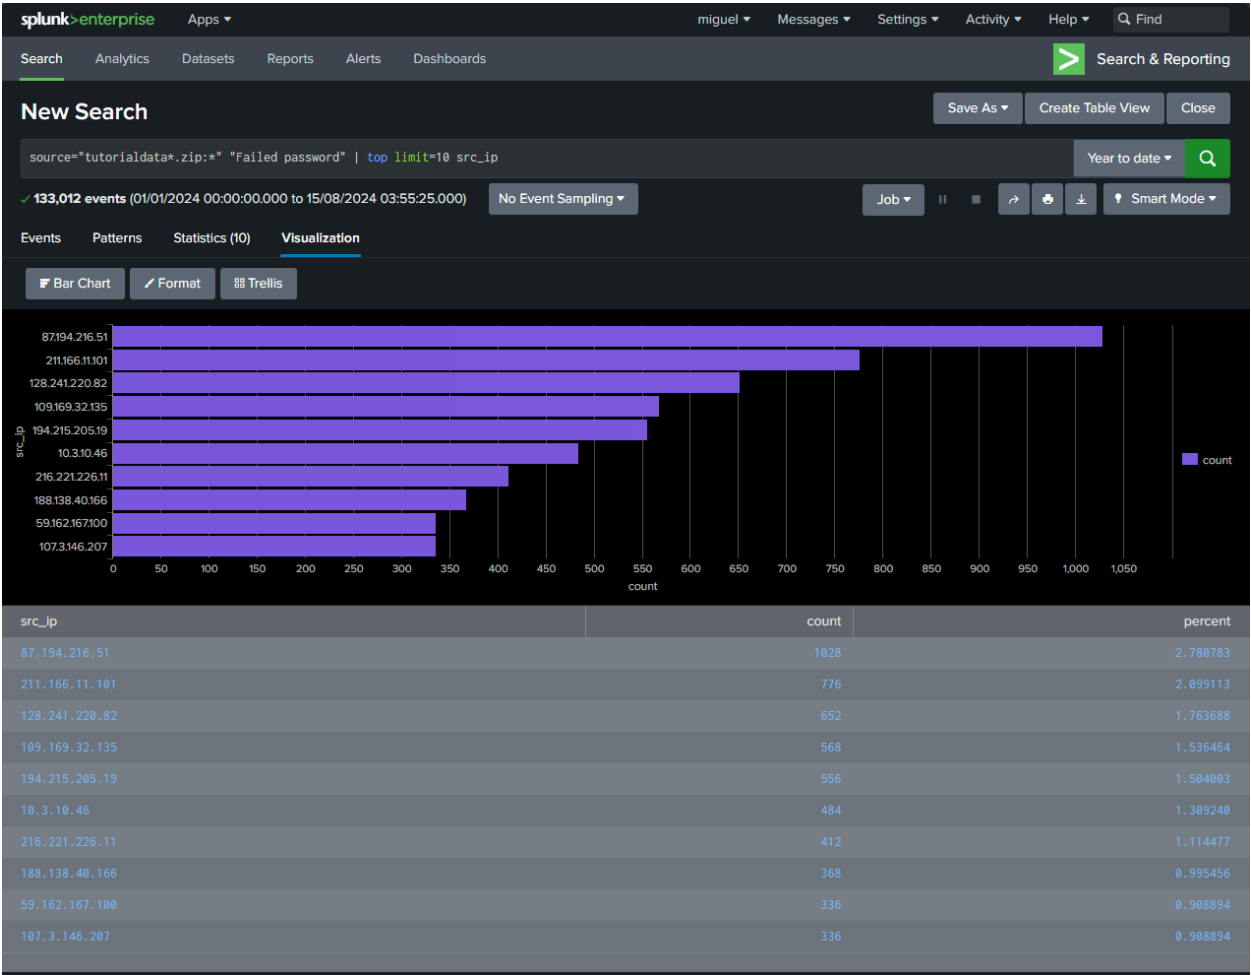 splunk>enterprise Apps miguel Messages Settings Activity Help Find
Search Analytics Datasets Reports Alerts Dashboards Search & Reporting
New Search Save As Create Table View Close
source="tutorialdata*.zip:*" "Failed password" | top limit=10 src_ip Year to date
133,012 events (01/01/2024 00:00:00.000 to 15/08/2024 03:55:25.000) No Event Sampling Job Smart Mode
Events Patterns Statistics (10) Visualization
Bar Chart Format Trellis
src_ip
87.194.216.51
211.166.11.101
128.241.220.82
109.169.32.135
194.215.205.19
10.3.10.46
216.221.226.11
188.138.40.166
59.162.167.100
107.3.146.207
count
0 50 100 150 200 250 300 350 400 450 500 550 600 650 700 750 800 850 900 950 1,000 1,050
count
src_ip count percent
87.194.216.51 1028 2.780783
211.166.11.101 776 2.099113
128.241.220.82 652 1.763688
109.169.32.135 568 1.536464
194.215.205.19 556 1.504003
10.3.10.46 484 1.309240
216.221.226.11 412 1.114477
188.138.40.166 368 0.995456
59.162.167.100 336 0.908894
107.3.146.207 336 0.908894